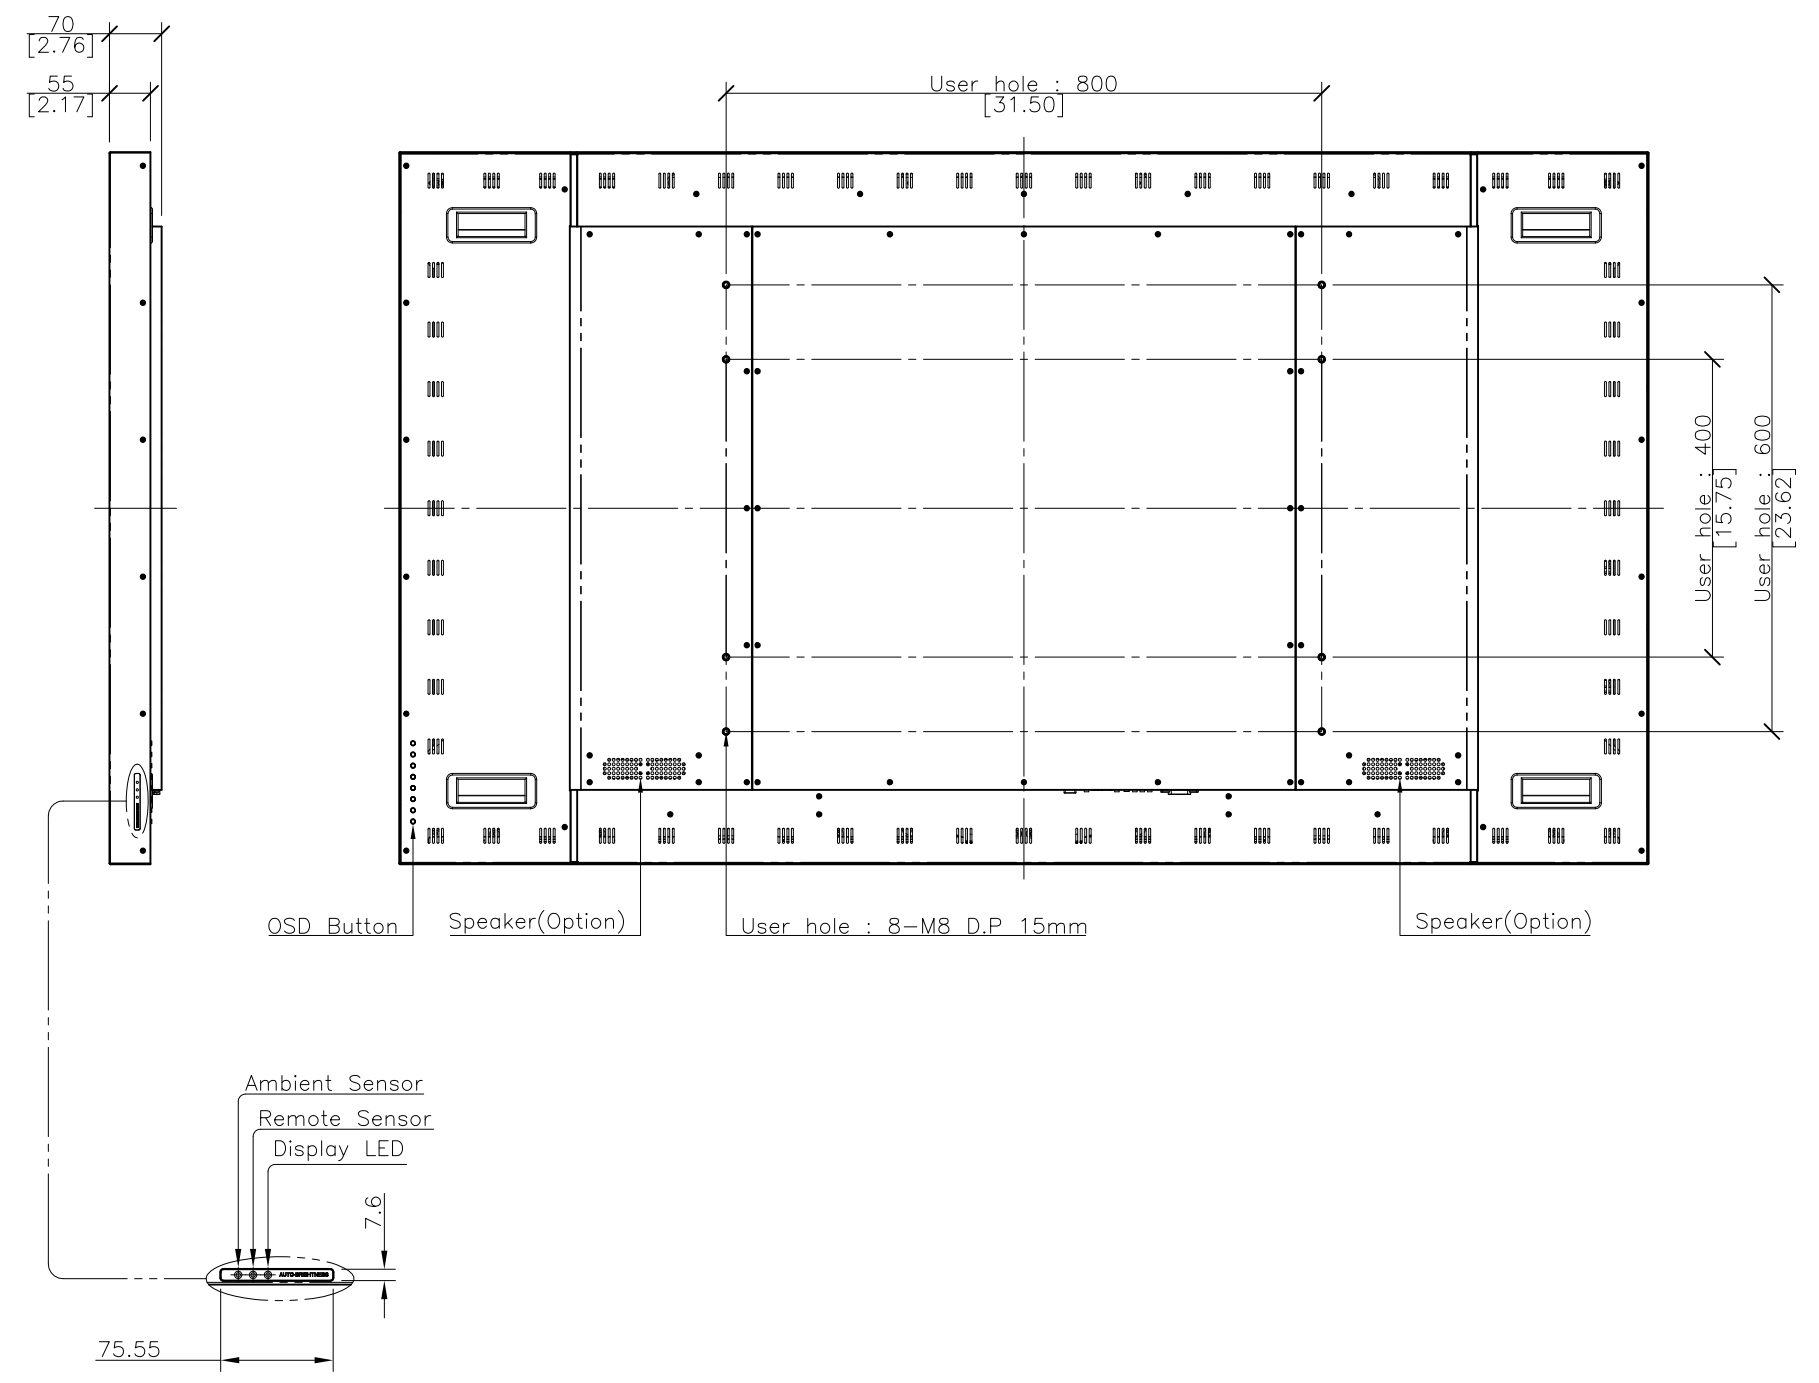 70
[2.76]
55
[2.17]
User hole : 800
[31.50]
User hole : 400
[15.75]
User hole : 600
[23.62]
OSD Button
Speaker(Option)
User hole : 8-M8 D.P 15mm
Speaker(Option)
Ambient Sensor
Remote Sensor
Display LED
7.6
AUTO-BRIGHTNESS
75.55